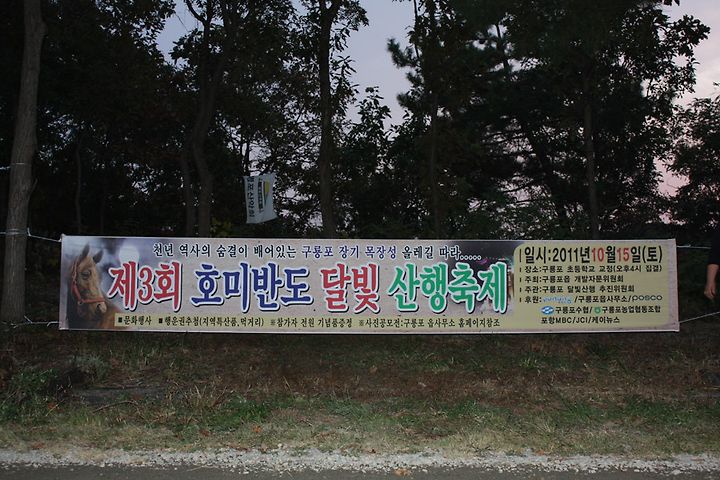 천년 역사의 숨결이 배어있는 구룡포 장기 목장성 올레길 따라.....
제3회 호미반도 달빛 산행축제
■문화행사 ■행운권추첨(지역특산품,먹거리) ※참가자 전원 기념품증정 ※사진공모전:구룡포 읍사무소 홈페이지참조
일시:2011년10월15일(토)
장소:구룡포 초등학교 교정(오후4시 집결)
주최:구룡포읍 개발자문위원회
주관:구룡포 달빛산행 추진위원회
후원: /구룡포읍사무소/posco
구룡포수협/ 구룡포농업협동조합
포항MBC/JCI/케이뉴스